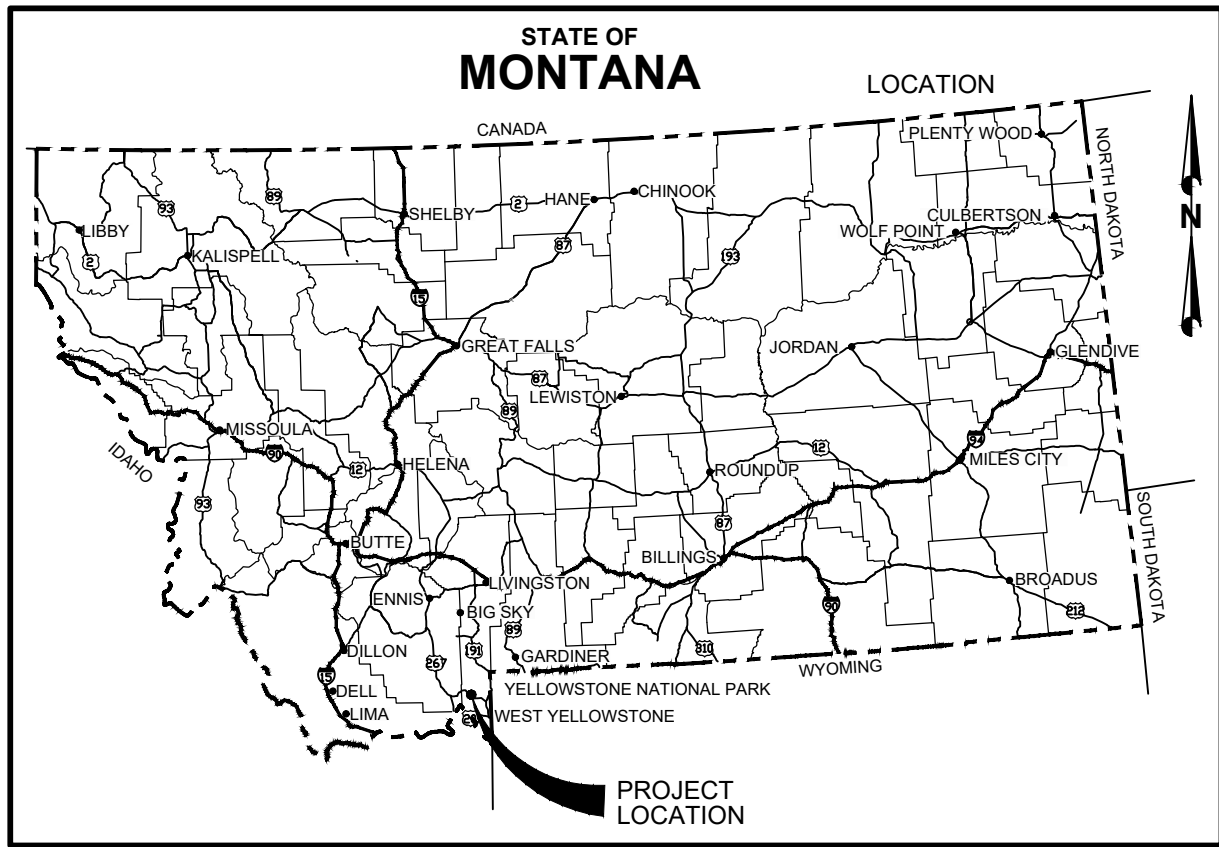 STATE OF
MONTANA
LOCATION
CANADA
PLENTY WOOD
NORTH DAKOTA
89
93
2
HANE
CHINOOK
SHELBY
CULBERTSON
N
LIBBY
WOLF POINT
2
KALISPELL
87
193
15
GREAT FALLS
JORDAN
GLENDIVE
87
89
LEWISTON
MISSOULA
94
IDAHO
90
12
HELENA
ROUNDUP
12
MILES CITY
93
87
SOUTH DAKOTA
BUTTE
BILLINGS
LIVINGSTON
BROADUS
ENNIS
BIG SKY
90
212
89
191
310
DILLON
267
GARDINER
WYOMING
15
DELL
YELLOWSTONE NATIONAL PARK
LIMA
WEST YELLOWSTONE
PROJECT
LOCATION